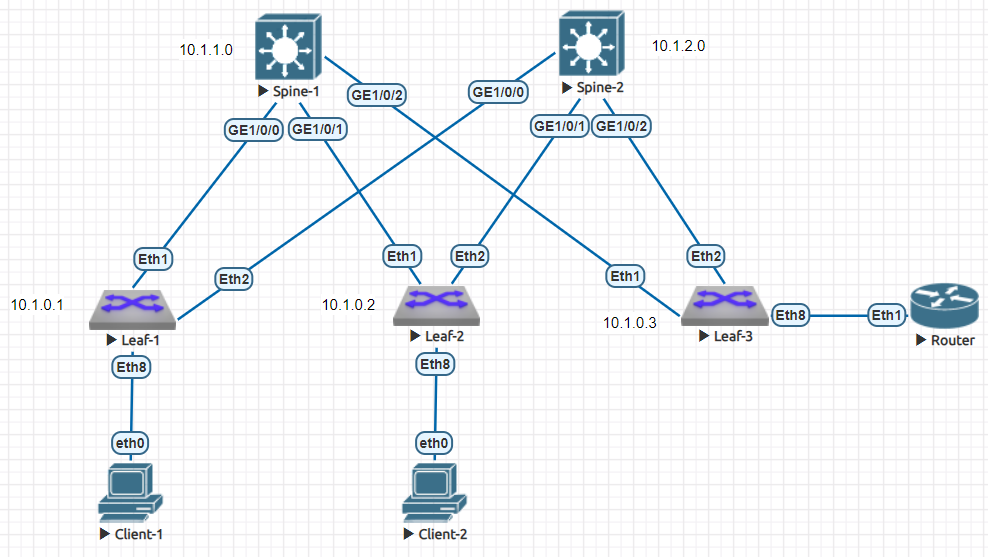 10.1.1.0
10.1.2.0
Spine-1
Spine-2
GE1/0/2
GE1/0/0
GE1/0/0
GE1/0/1
GE1/0/1
GE1/0/2
Eth1
Eth2
Eth1
Eth2
Eth1
Eth2
10.1.0.1
10.1.0.2
10.1.0.3
Leaf-1
Leaf-2
Leaf-3
Eth8
Eth1
Router
Eth8
Eth8
eth0
eth0
Client-1
Client-2